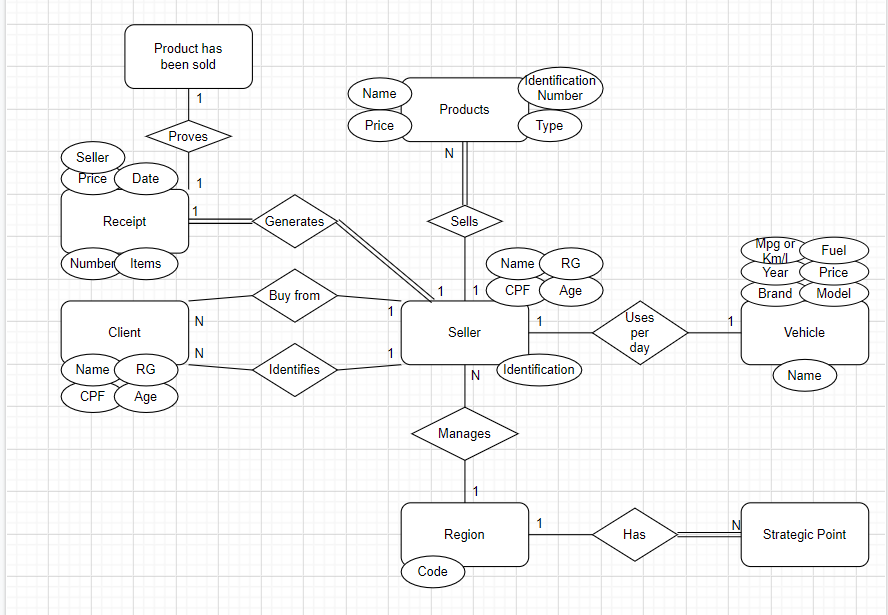 Product has
been sold
1
Proves
1
Name
Price
Products
Identification
Number
Type
N
Seller
Price
Date
Receipt
1
Number
Items
Generates
Sells
1
1
Name
RG
CPF
Age
Mpg or
Km/l
Fuel
Year
Price
Brand
Model
Buy from
1
N
Client
Seller
1
Uses
per
day
1
Vehicle
N
1
Identifies
Name
RG
CPF
Age
N
Identification
Name
Manages
1
Region
1
Has
N
Strategic Point
Code